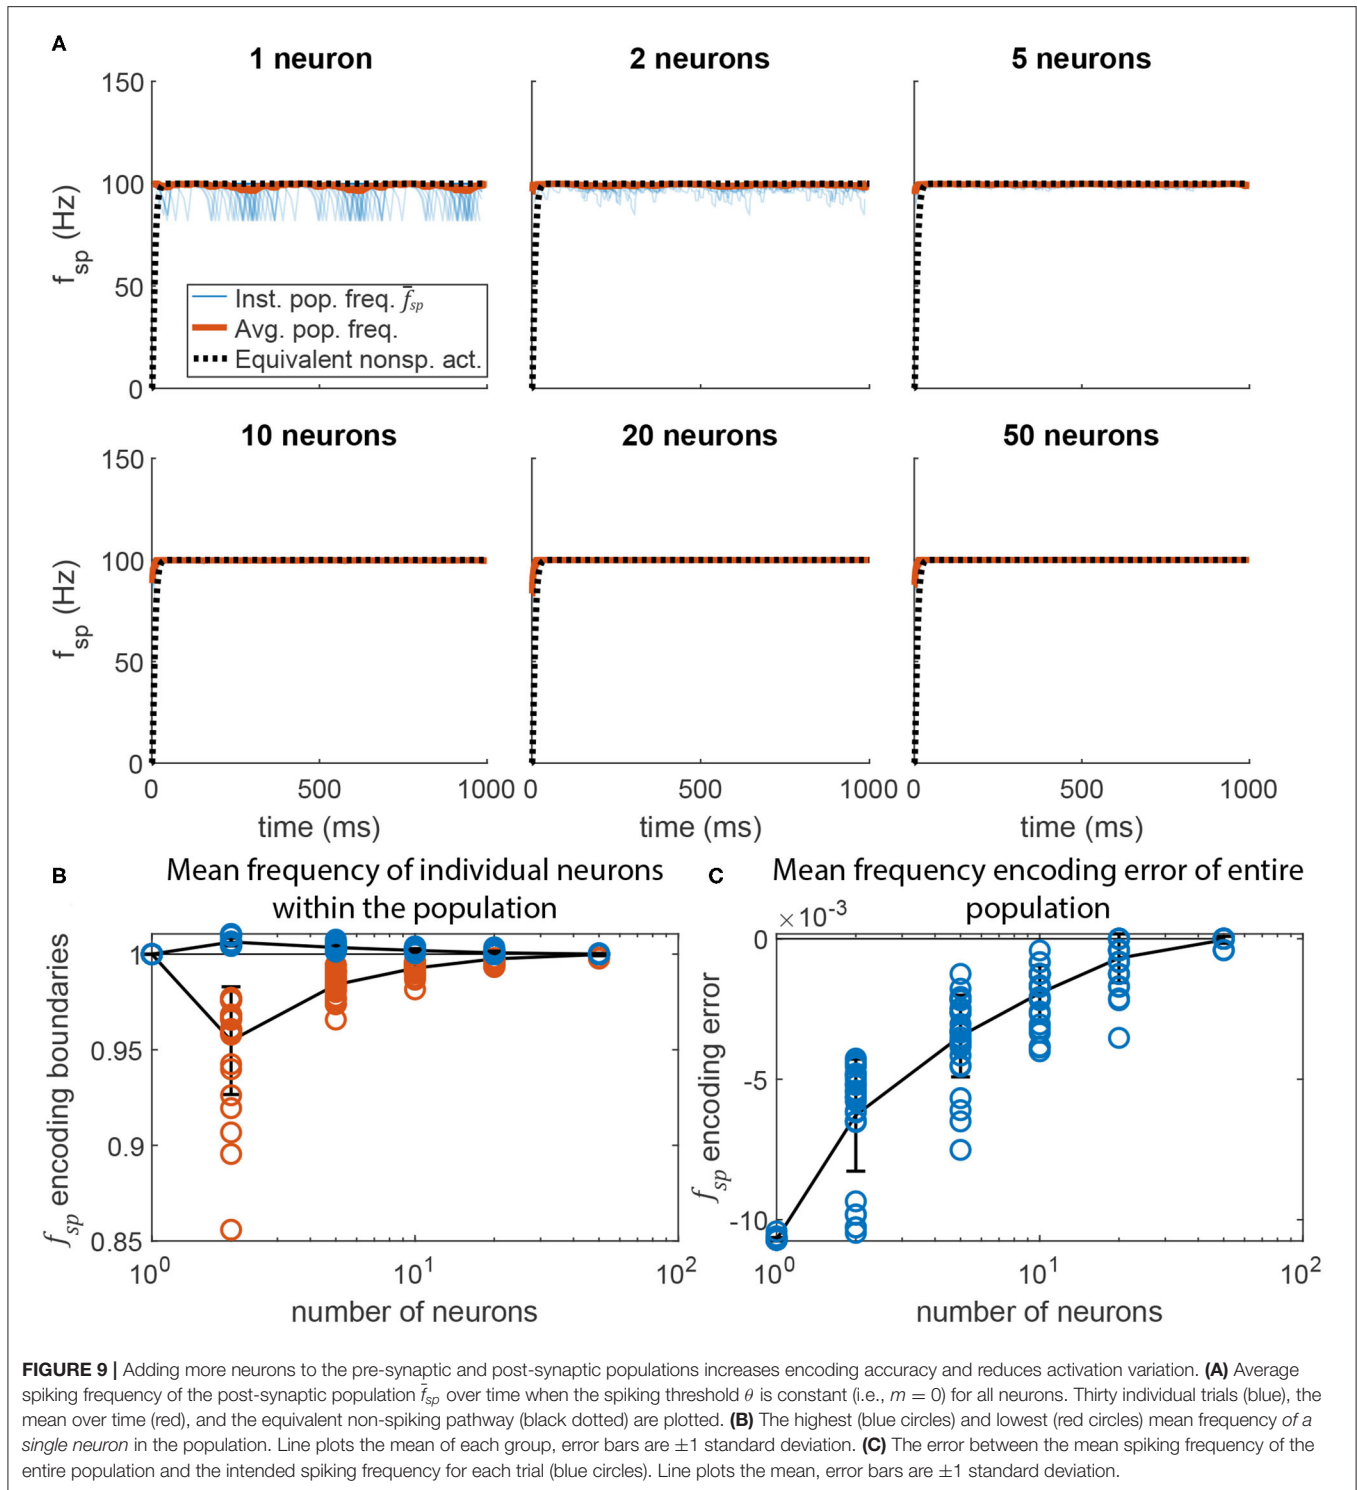 A
1 neuron
2 neurons
5 neurons
150
100
50
0
f_sp (Hz)
Inst. pop. freq. f̄_sp
Avg. pop. freq.
Equivalent nonsp. act.
10 neurons
20 neurons
50 neurons
150
100
50
0
f_sp (Hz)
0 500 1000
0 500 1000
0 500 1000
time (ms)
time (ms)
time (ms)
B
Mean frequency of individual neurons
within the population
1
0.95
0.9
0.85
f_sp encoding boundaries
10^0 10^1 10^2
number of neurons
C
Mean frequency encoding error of entire
population
×10^-3
0
-5
-10
f_sp encoding error
10^0 10^1 10^2
number of neurons
FIGURE 9 | Adding more neurons to the pre-synaptic and post-synaptic populations increases encoding accuracy and reduces activation variation. (A) Average
spiking frequency of the post-synaptic population f̄_sp over time when the spiking threshold θ is constant (i.e., m = 0) for all neurons. Thirty individual trials (blue), the
mean over time (red), and the equivalent non-spiking pathway (black dotted) are plotted. (B) The highest (blue circles) and lowest (red circles) mean frequency of a
single neuron in the population. Line plots the mean of each group, error bars are ±1 standard deviation. (C) The error between the mean spiking frequency of the
entire population and the intended spiking frequency for each trial (blue circles). Line plots the mean, error bars are ±1 standard deviation.